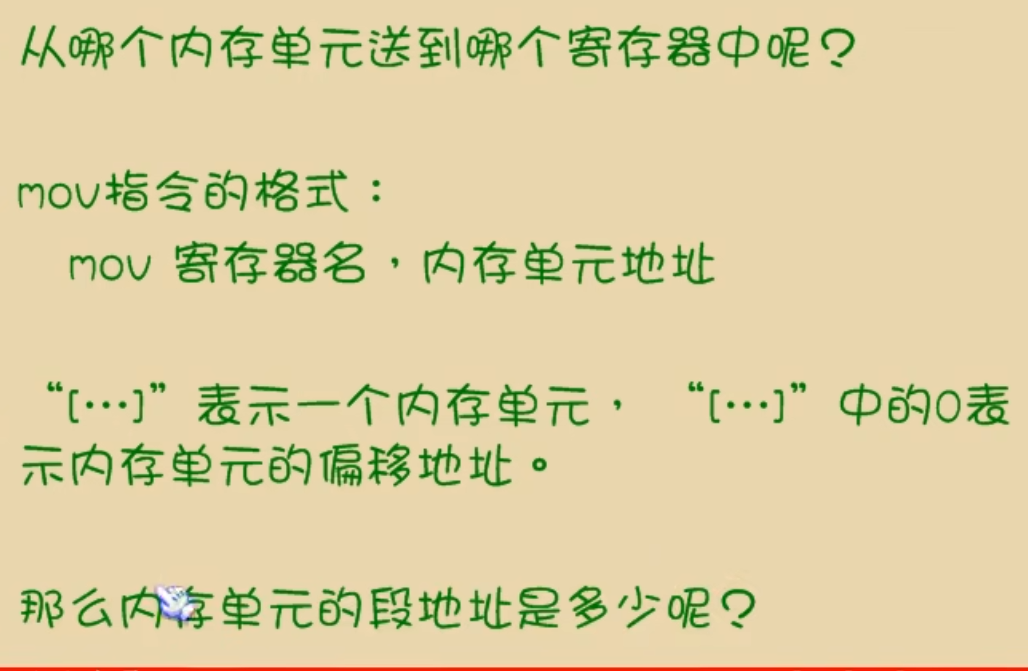 从哪个内存单元送到哪个寄存器中呢？
mov指令的格式：
mov 寄存器名，内存单元地址
“[…]”表示一个内存单元，“[…]”中的0表
示内存单元的偏移地址。
那么内存单元的段地址是多少呢？